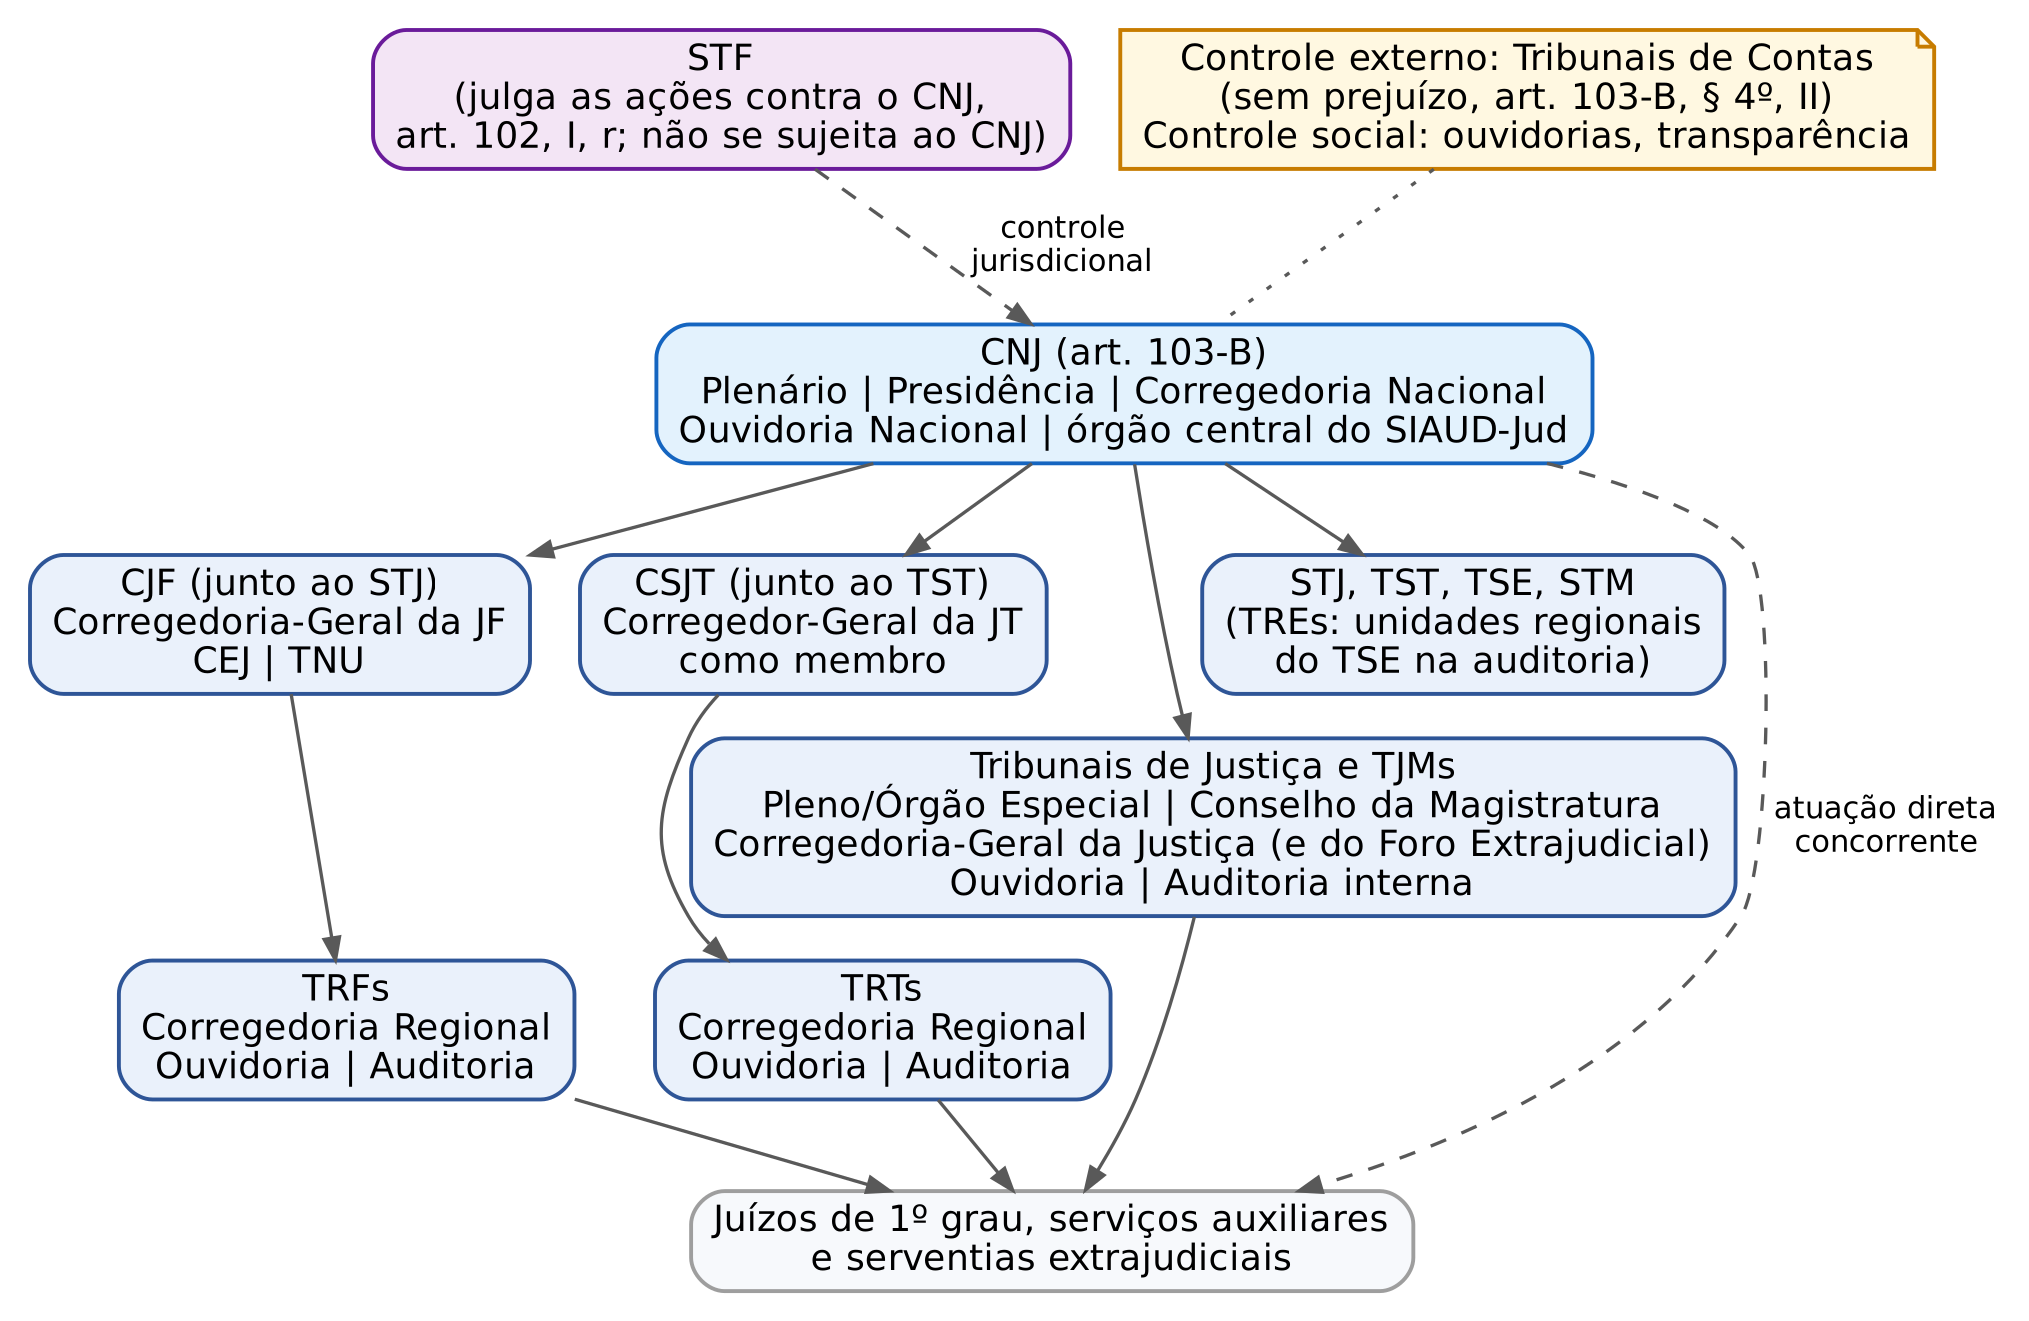 STF
(julga as ações contra o CNJ,
art. 102, I, r; não se sujeita ao CNJ)
Controle externo: Tribunais de Contas
(sem prejuízo, art. 103-B, § 4º, II)
Controle social: ouvidorias, transparência
controle
jurisdicional
CNJ (art. 103-B)
Plenário | Presidência | Corregedoria Nacional
Ouvidoria Nacional | órgão central do SIAUD-Jud
CJF (junto ao STJ)
Corregedoria-Geral da JF
CEJ | TNU
CSJT (junto ao TST)
Corregedor-Geral da JT
como membro
STJ, TST, TSE, STM
(TREs: unidades regionais
do TSE na auditoria)
Tribunais de Justiça e TJMs
Pleno/Órgão Especial | Conselho da Magistratura
Corregedoria-Geral da Justiça (e do Foro Extrajudicial)
Ouvidoria | Auditoria interna
atuação direta
concorrente
TRFs
Corregedoria Regional
Ouvidoria | Auditoria
TRTs
Corregedoria Regional
Ouvidoria | Auditoria
Juízos de 1º grau, serviços auxiliares
e serventias extrajudiciais